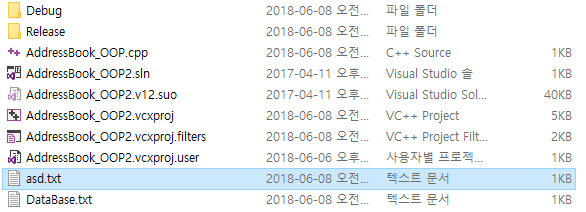 Debug 2018-06-08 오전... 파일 폴더
Release 2018-06-08 오전... 파일 폴더
AddressBook_OOP.cpp 2018-06-08 오전... C++ Source 1KB
AddressBook_OOP2.sln 2017-04-11 오후... Visual Studio 솔 1KB
AddressBook_OOP2.v12.suo 2017-04-11 오후... Visual Studio Sol... 40KB
AddressBook_OOP2.vcxproj 2018-06-08 오전... VC++ Project 5KB
AddressBook_OOP2.vcxproj.filters 2018-06-08 오전... VC++ Project Filt... 2KB
AddressBook_OOP2.vcxproj.user 2018-06-06 오후... 사용자별 프로젝... 1KB
asd.txt 2018-06-08 오전... 텍스트 문서 1KB
DataBase.txt 2018-06-08 오전... 텍스트 문서 1KB